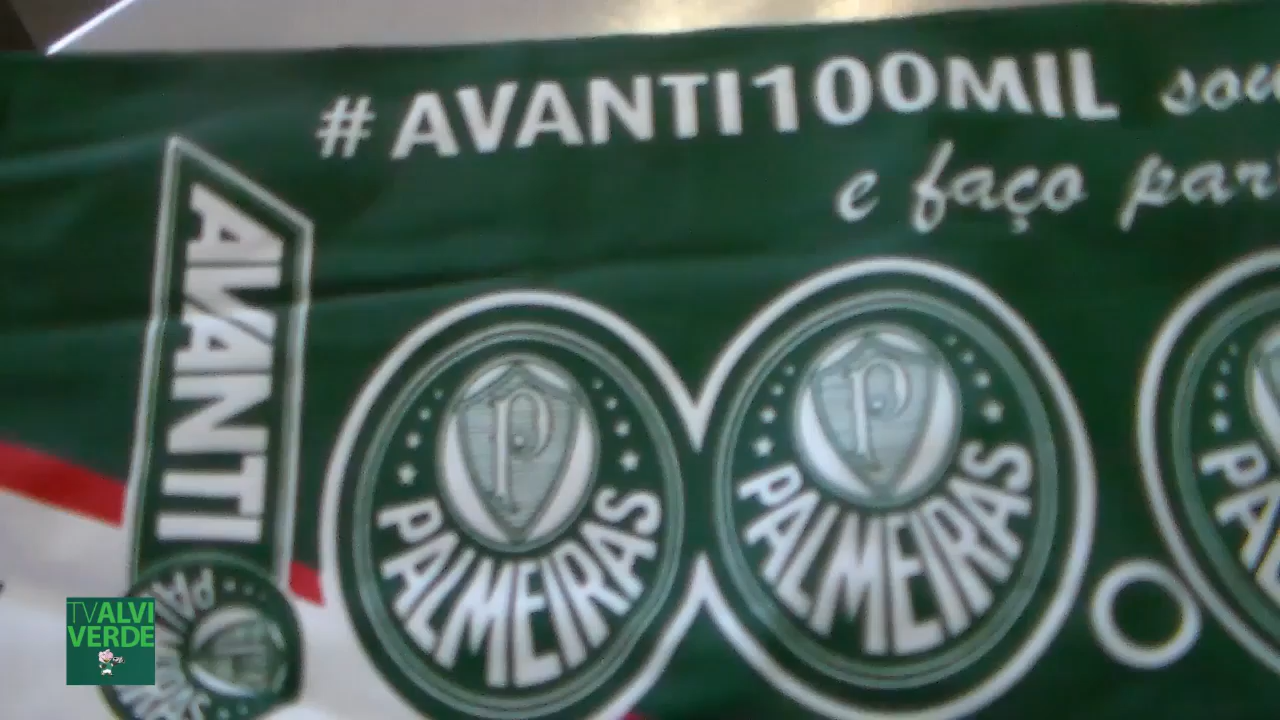 #AVANTI100MIL
e faço
AVANTI
P
PALMEIRAS
P
PALMEIRAS
TV ALVI
VERDE